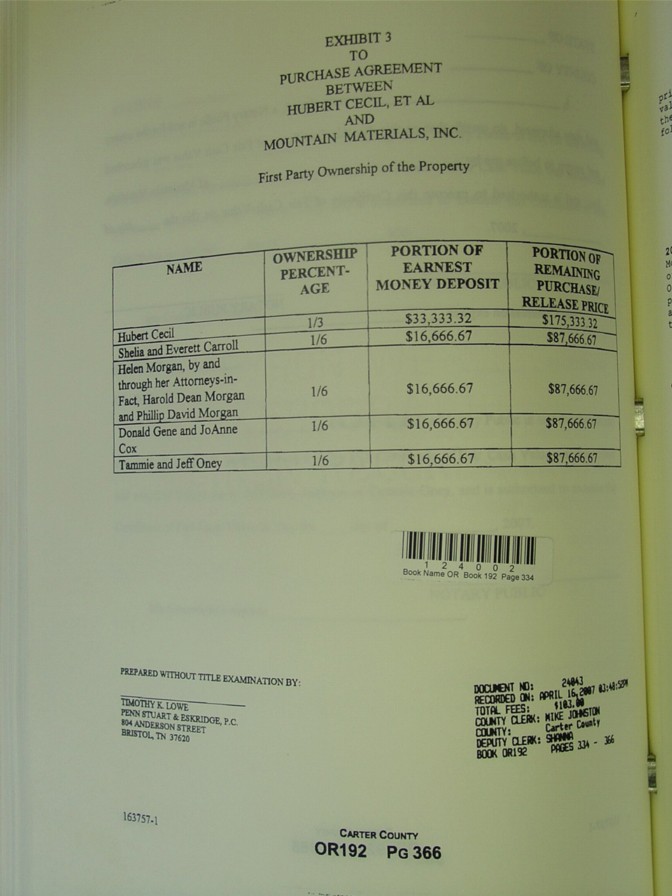 EXHIBIT 3
TO
PURCHASE AGREEMENT
BETWEEN
HUBERT CECIL, ET AL
AND
MOUNTAIN MATERIALS, INC.
First Party Ownership of the Property
NAME
OWNERSHIP PERCENT-AGE
PORTION OF EARNEST MONEY DEPOSIT
PORTION OF REMAINING PURCHASE/ RELEASE PRICE
Hubert Cecil 1/3 $33,333.32 $175,333.32
Shelia and Everett Carroll 1/6 $16,666.67 $87,666.67
Helen Morgan, by and
through her Attorneys-in-
Fact, Harold Dean Morgan 1/6 $16,666.67 $87,666.67
and Phillip David Morgan
Donald Gene and JoAnne 1/6 $16,666.67 $87,666.67
Cox
Tammie and Jeff Oney 1/6 $16,666.67 $87,666.67
1 2 4 0 0 2
Book Name OR Book 192 Page 334
PREPARED WITHOUT TITLE EXAMINATION BY:
TIMOTHY K. LOWE
PENN STUART & ESKRIDGE, P.C.
804 ANDERSON STREET
BRISTOL, TN 37620
DOCUMENT NO: 24043
RECORDED ON: APRIL 16, 2007 03:48:55PM
TOTAL FEES: $103.00
COUNTY CLERK: MIKE JOHNSTON
COUNTY: Carter County
DEPUTY CLERK: SHANNA
BOOK OR192 PAGES 334 - 366
163757-1
CARTER COUNTY
OR192 PG 366